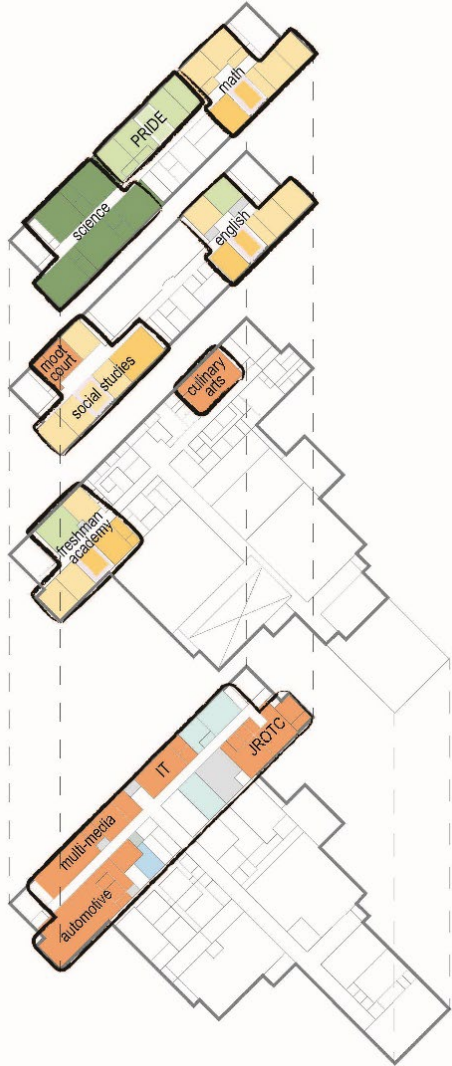 math
PRIDE
science
english
moot
court
social studies
culinary
arts
freshman
academy
JROTC
IT
multi-media
automotive